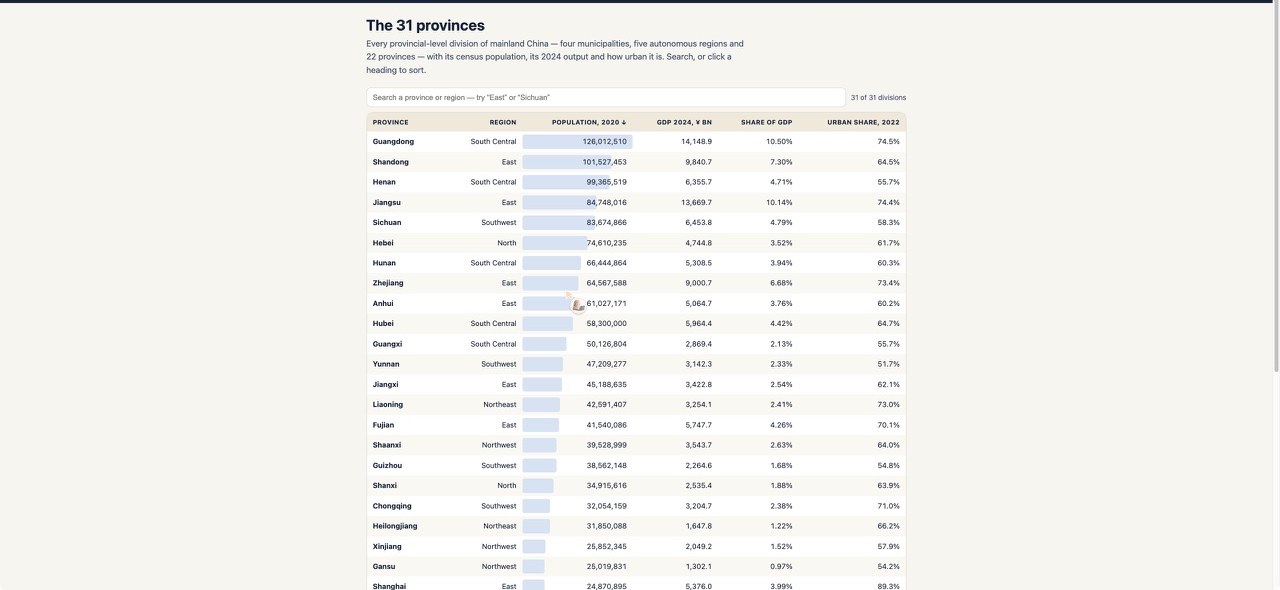 The 31 provinces
Every provincial-level division of mainland China — four municipalities, five autonomous regions and
22 provinces — with its census population, its 2024 output and how urban it is. Search, or click a
heading to sort.
Search a province or region — try “East” or “Sichuan” 31 of 31 divisions
PROVINCE REGION POPULATION, 2020 ↓ GDP 2024, ¥ BN SHARE OF GDP URBAN SHARE, 2022
Guangdong South Central 126,012,510 14,148.9 10.50% 74.5%
Shandong East 101,527,453 9,840.7 7.30% 64.5%
Henan South Central 99,365,519 6,355.7 4.71% 55.7%
Jiangsu East 84,748,016 13,669.7 10.14% 74.4%
Sichuan Southwest 83,674,866 6,453.8 4.79% 58.3%
Hebei North 74,610,235 4,744.8 3.52% 61.7%
Hunan South Central 66,444,864 5,308.5 3.94% 60.3%
Zhejiang East 64,567,588 9,000.7 6.68% 73.4%
Anhui East 61,027,171 5,064.7 3.76% 60.2%
Hubei South Central 58,300,000 5,964.4 4.42% 64.7%
Guangxi South Central 50,126,804 2,869.4 2.13% 55.7%
Yunnan Southwest 47,209,277 3,142.3 2.33% 51.7%
Jiangxi East 45,188,635 3,422.8 2.54% 62.1%
Liaoning Northeast 42,591,407 3,254.1 2.41% 73.0%
Fujian East 41,540,086 5,747.7 4.26% 70.1%
Shaanxi Northwest 39,528,999 3,543.7 2.63% 64.0%
Guizhou Southwest 38,562,148 2,264.6 1.68% 54.8%
Shanxi North 34,915,616 2,535.4 1.88% 63.9%
Chongqing Southwest 32,054,159 3,204.7 2.38% 71.0%
Heilongjiang Northeast 31,850,088 1,647.8 1.22% 66.2%
Xinjiang Northwest 25,852,345 2,049.2 1.52% 57.9%
Gansu Northwest 25,019,831 1,302.1 0.97% 54.2%
Shanghai East 24,870,895 5,376.0 3.99% 89.3%